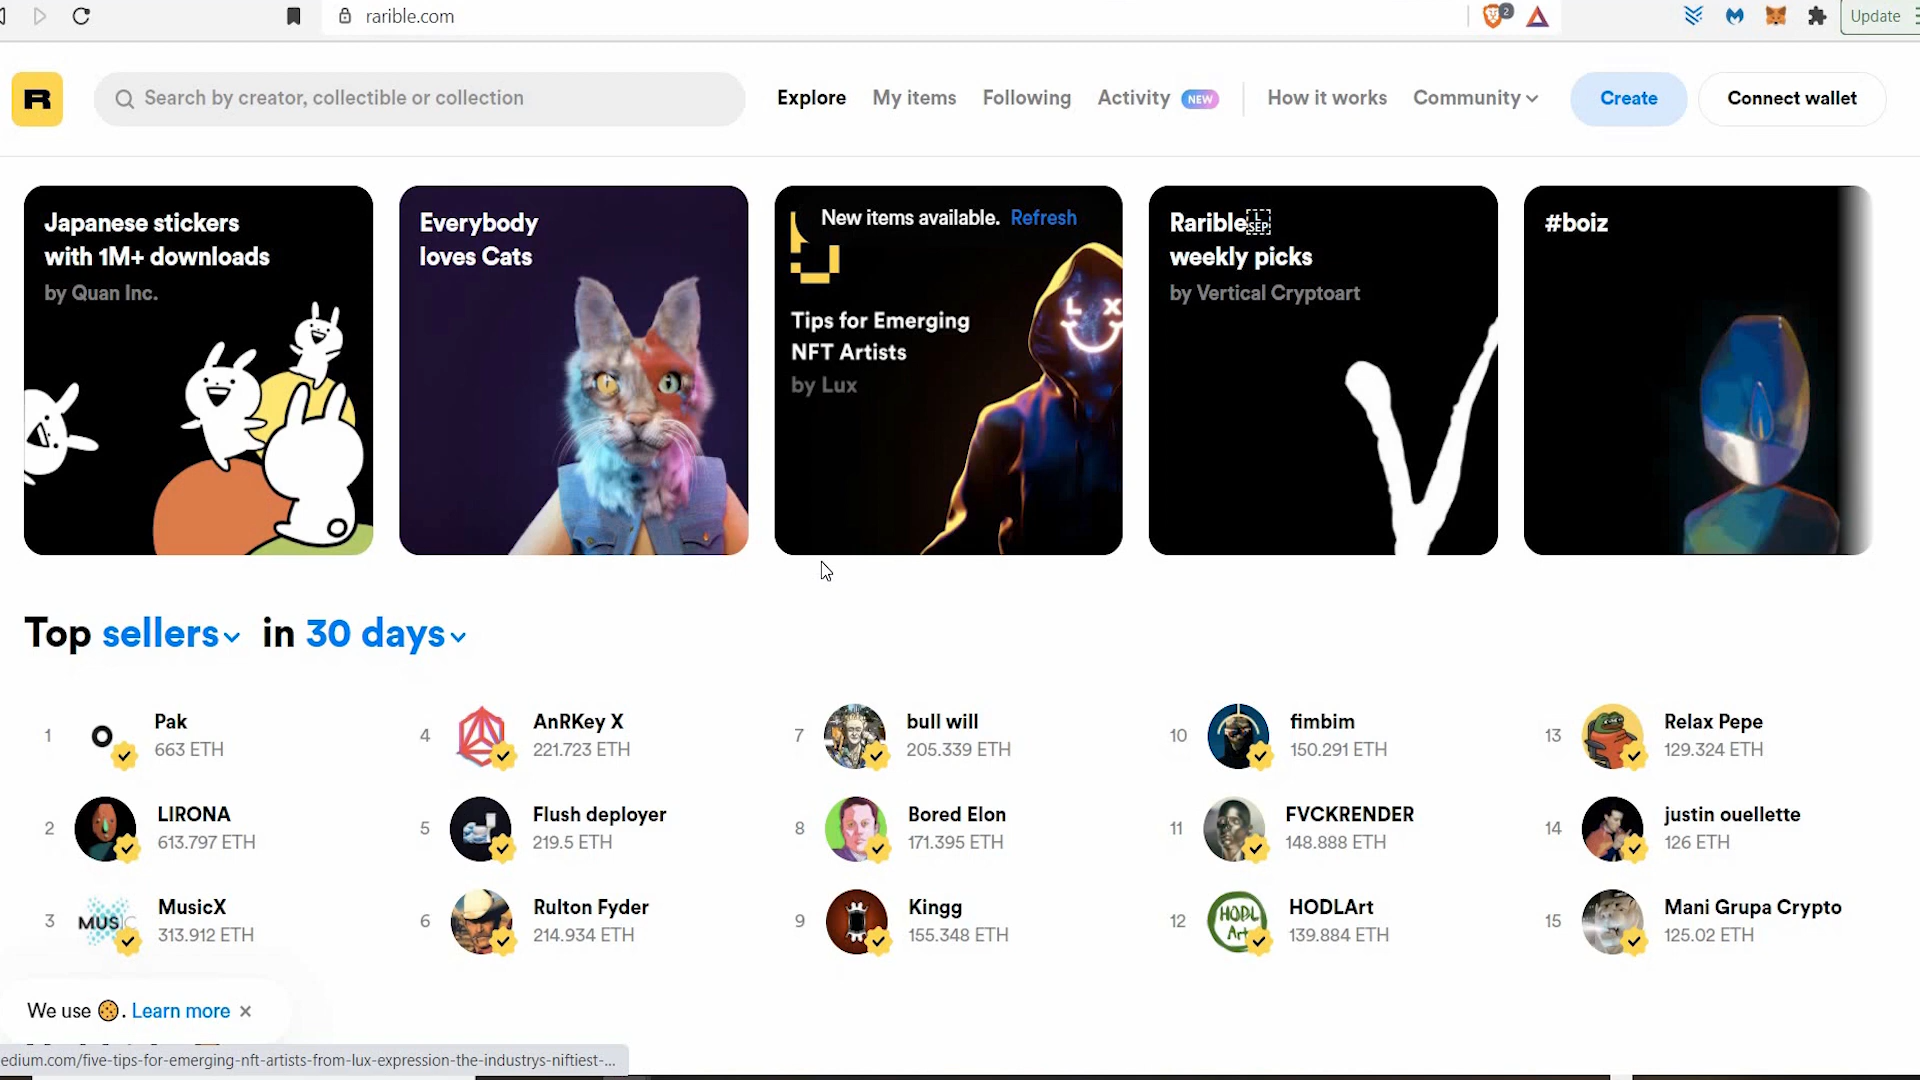 rarible.com
2
Update
R
Search by creator, collectible or collection
Explore
My items
Following
Activity
NEW
How it works
Community
Create
Connect wallet
Japanese stickers
with 1M+ downloads
by Quan Inc.
Everybody
loves Cats
New items available. Refresh
Tips for Emerging
NFT Artists
by Lux
L X
Rarible
L SEP
weekly picks
by Vertical Cryptoart
#boiz
Top sellers in 30 days
1
Pak
663 ETH
2
LIRONA
613.797 ETH
3
MUSIC
MusicX
313.912 ETH
4
AnRKey X
221.723 ETH
5
Flush deployer
219.5 ETH
6
Rulton Fyder
214.934 ETH
7
bull will
205.339 ETH
8
Bored Elon
171.395 ETH
9
Kingg
155.348 ETH
10
fimbim
150.291 ETH
11
FVCKRENDER
148.888 ETH
12
HODL
Art
HODLArt
139.884 ETH
13
Relax Pepe
129.324 ETH
14
justin ouellette
126 ETH
15
Mani Grupa Crypto
125.02 ETH
We use 🍪. Learn more ×
edium.com/five-tips-for-emerging-nft-artists-from-lux-expression-the-industrys-niftiest-...